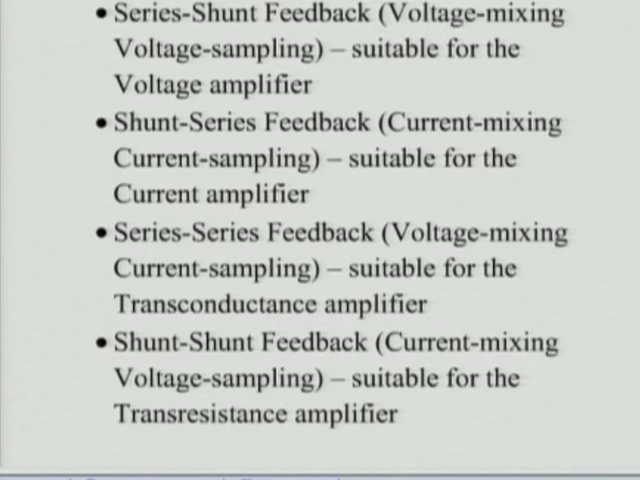 • Series-Shunt Feedback (Voltage-mixing
Voltage-sampling) – suitable for the
Voltage amplifier
• Shunt-Series Feedback (Current-mixing
Current-sampling) – suitable for the
Current amplifier
• Series-Series Feedback (Voltage-mixing
Current-sampling) – suitable for the
Transconductance amplifier
• Shunt-Shunt Feedback (Current-mixing
Voltage-sampling) – suitable for the
Transresistance amplifier